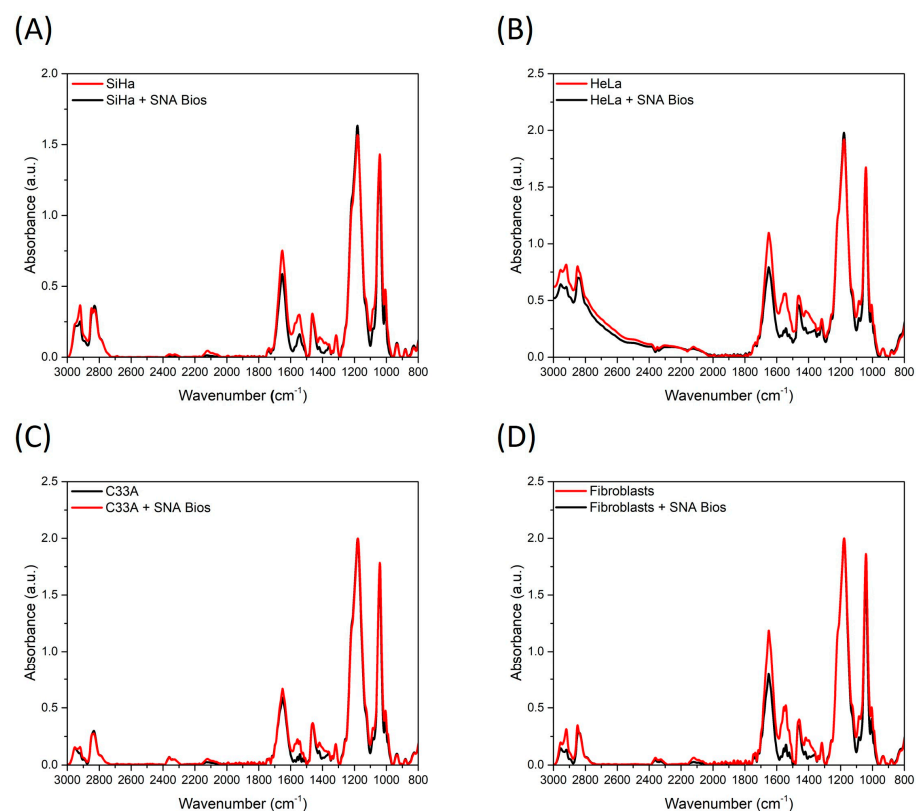 (A)
SiHa
SiHa + SNA Bios
2.0
1.5
1.0
0.5
0.0
3000 2800 2600 2400 2200 2000 1800 1600 1400 1200 1000 800
Absorbance (a.u.)
Wavenumber (cm⁻¹)
(B)
HeLa
HeLa + SNA Bios
2.5
2.0
1.5
1.0
0.5
0.0
3000 2800 2600 2400 2200 2000 1800 1600 1400 1200 1000 800
Absorbance (a.u.)
Wavenumber (cm⁻¹)
(C)
C33A
C33A + SNA Bios
2.5
2.0
1.5
1.0
0.5
0.0
3000 2800 2600 2400 2200 2000 1800 1600 1400 1200 1000 800
Absorbance (a.u.)
Wavenumber (cm⁻¹)
(D)
Fibroblasts
Fibroblasts + SNA Bios
2.5
2.0
1.5
1.0
0.5
0.0
3000 2800 2600 2400 2200 2000 1800 1600 1400 1200 1000 800
Absorbance (a.u.)
Wavenumber (cm⁻¹)